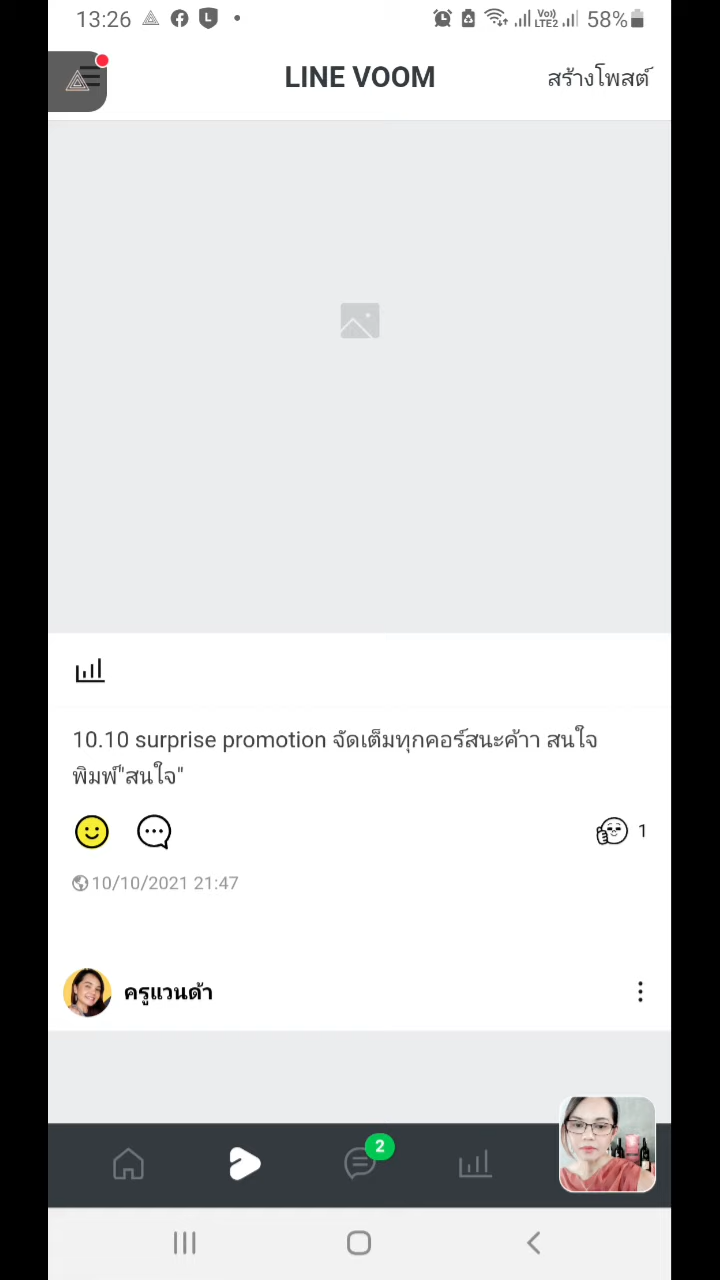 13:26
Vo)) LTE2 58%
LINE VOOM
สร้างโพสต์
10.10 surprise promotion จัดเต็มทุกคอร์สนะค้าา สนใจ
พิมพ์"สนใจ"
1
10/10/2021 21:47
ครูแวนด้า
2